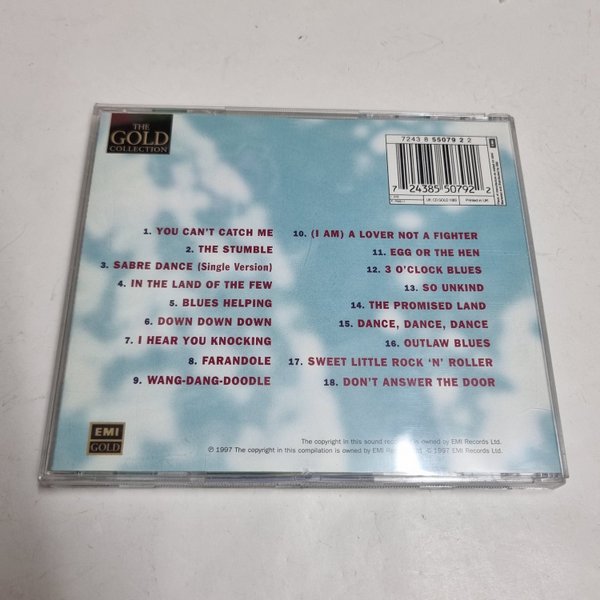 THE
GOLD
COLLECTION
7243 8 55079 2 2
7 24385 50792 2
UK: CD GOLD 1083
Printed in UK
EMI
1. YOU CAN'T CATCH ME
2. THE STUMBLE
3. SABRE DANCE (Single Version)
4. IN THE LAND OF THE FEW
5. BLUES HELPING
6. DOWN DOWN DOWN
7. I HEAR YOU KNOCKING
8. FARANDOLE
9. WANG-DANG-DOODLE
10. (I AM) A LOVER NOT A FIGHTER
11. EGG OR THE HEN
12. 3 O'CLOCK BLUES
13. SO UNKIND
14. THE PROMISED LAND
15. DANCE, DANCE, DANCE
16. OUTLAW BLUES
17. SWEET LITTLE ROCK 'N' ROLLER
18. DON'T ANSWER THE DOOR
EMI
GOLD
The copyright in this sound is owned by EMI Records Ltd.
℗ 1997 The copyright in this compilation is owned by EMI Records Ltd. © 1997 EMI Records Ltd.